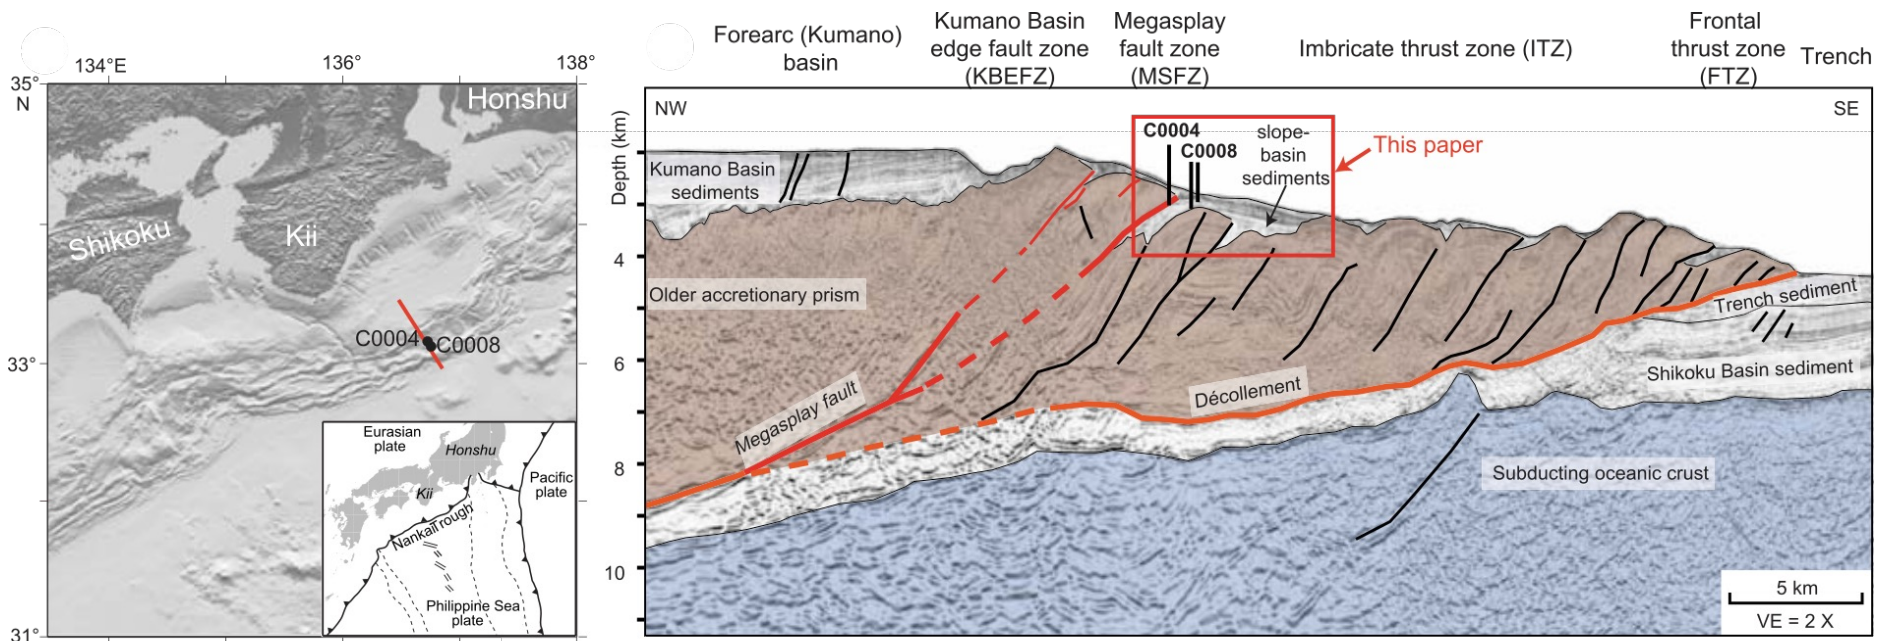 134°E
136°
138°
35°
N
Honshu
Shikoku
Kii
C0004
C0008
33°
31°
Eurasian
plate
Honshu
Kii
Pacific
plate
Nankai Trough
Philippine Sea
plate
Forearc (Kumano)
basin
Kumano Basin
edge fault zone
(KBEFZ)
Megasplay
fault zone
(MSFZ)
Imbricate thrust zone (ITZ)
Frontal
thrust zone
(FTZ)
Trench
NW
SE
Depth (km)
4
6
8
10
C0004
C0008
slope-
basin
sediments
This paper
Kumano Basin
sediments
Older accretionary prism
Megasplay fault
Décollement
Trench sediment
Shikoku Basin sediment
Subducting oceanic crust
5 km
VE = 2 X